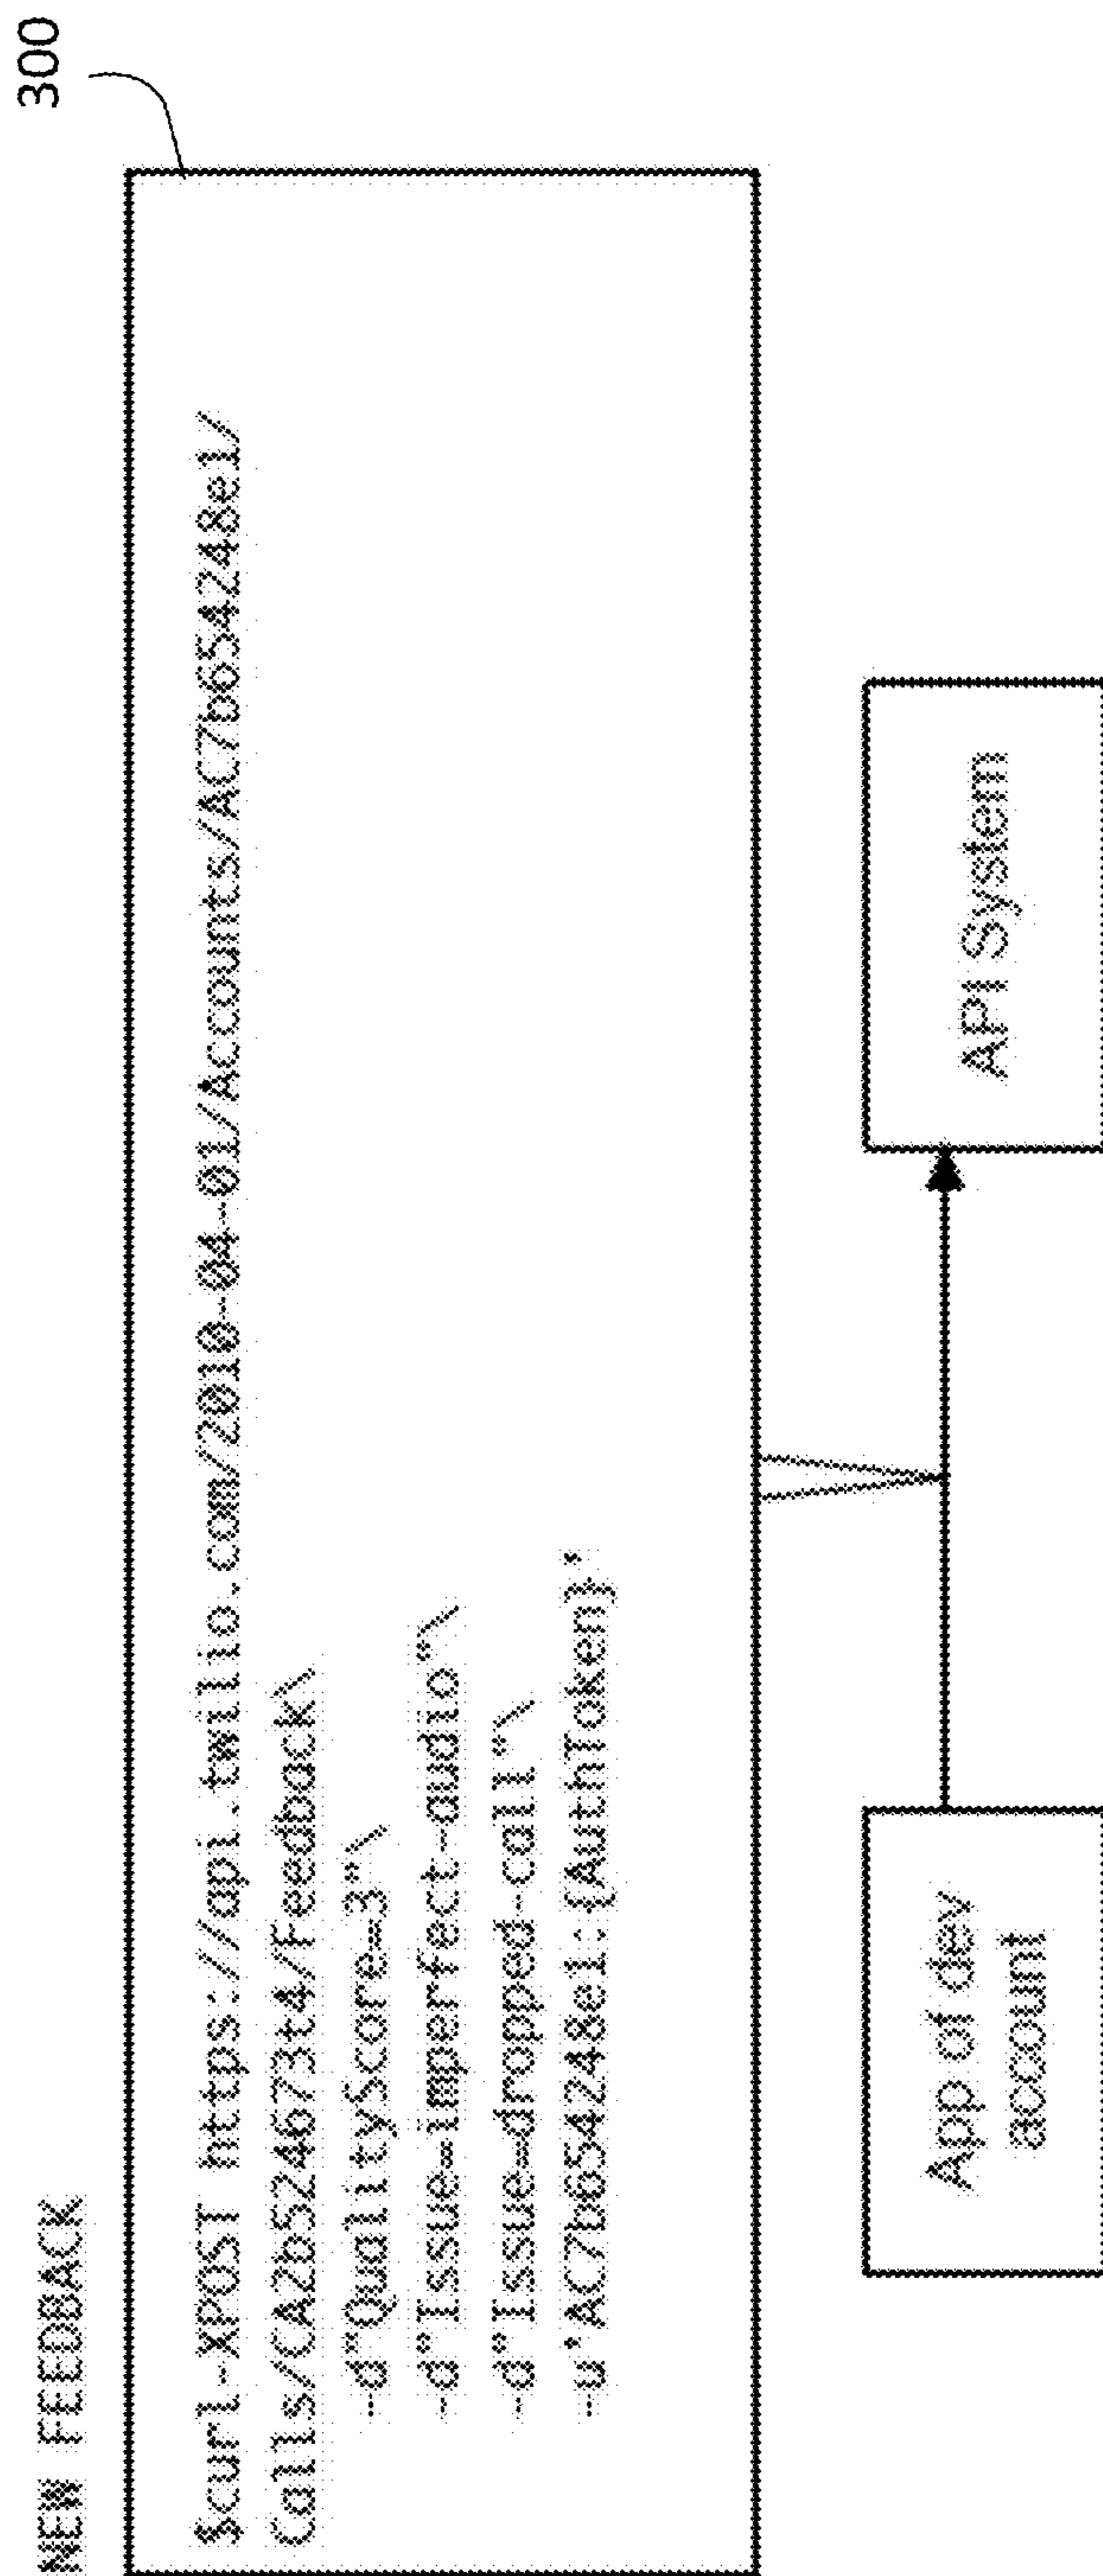 300
NEW FEEDBACK
$curl-XPOST https://api.twilio.com/2010-04-01/Accounts/AC7b654248e1/
Calls/CA2b524673t4/Feedback\
-d"QualityScore=3"\
-d"Issue=imperfect-audio"\
-d"Issue=dropped-call"\
-u'AC7b654248e1:{AuthToken}'
App of dev
account
API System